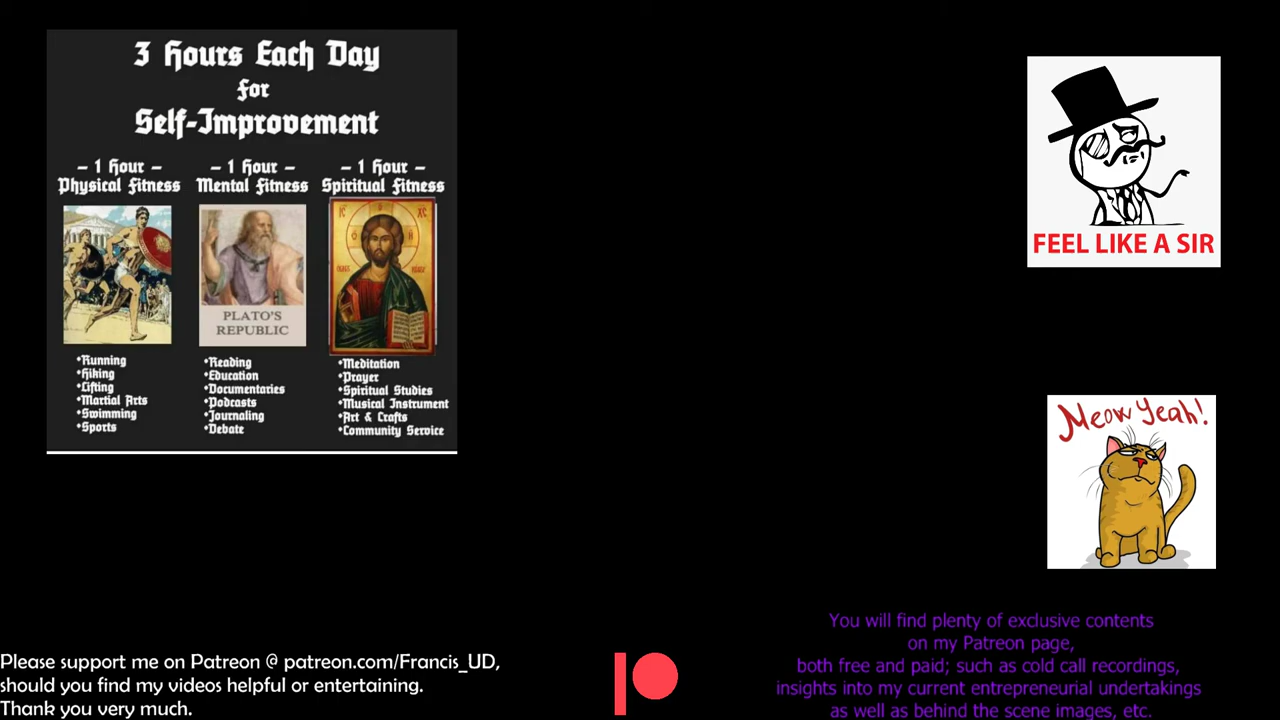 3 Hours Each Day
for
Self-Improvement
- 1 Hour -
Physical Fitness
•Running
•Hiking
•Lifting
•Martial Arts
•Swimming
•Sports
- 1 Hour -
Mental Fitness
PLATO'S
REPUBLIC
•Reading
•Education
•Documentaries
•Podcasts
•Journaling
•Debate
- 1 Hour -
Spiritual Fitness
•Meditation
•Prayer
•Spiritual Studies
•Musical Instrument
•Art & Crafts
•Community Service
FEEL LIKE A SIR
Meow Yeah!
Please support me on Patreon @ patreon.com/Francis_UD,
should you find my videos helpful or entertaining.
Thank you very much.
You will find plenty of exclusive contents
on my Patreon page,
both free and paid; such as cold call recordings,
insights into my current entrepreneurial undertakings
as well as behind the scene images, etc.